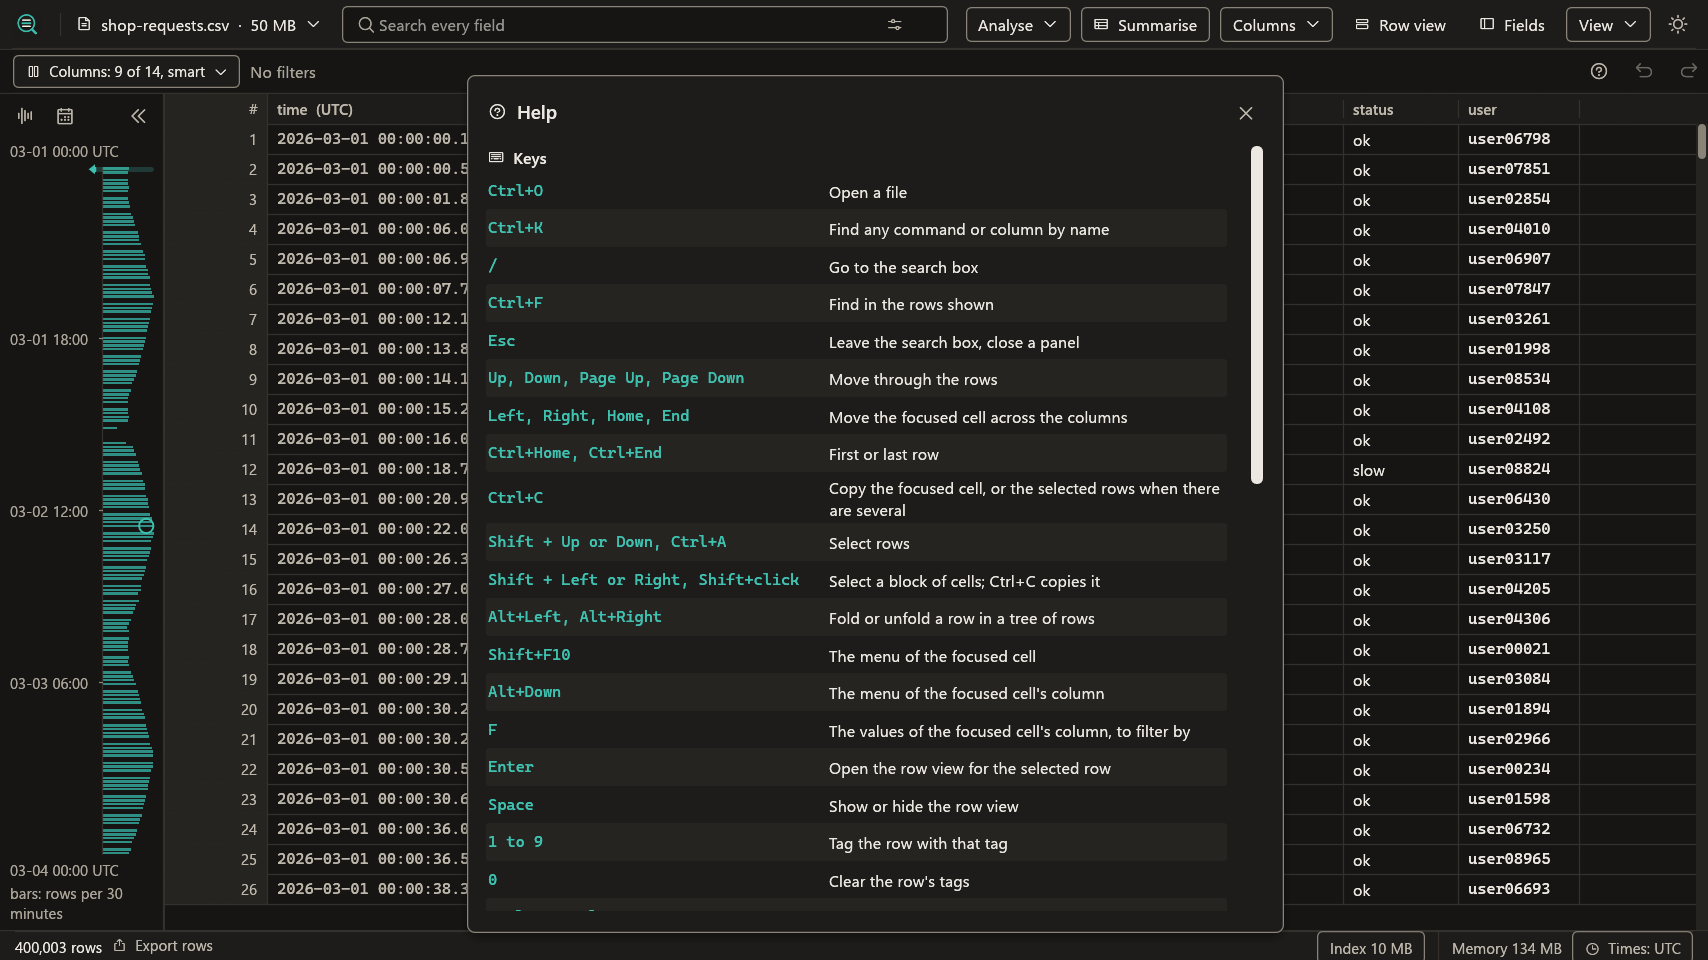 shop-requests.csv · 50 MB
Search every field
Analyse
Summarise
Columns
Row view
Fields
View
Columns: 9 of 14, smart
No filters
03-01 00:00 UTC
03-01 18:00
03-02 12:00
03-03 06:00
03-04 00:00 UTC
bars: rows per 30
minutes
# time (UTC) status user
1 2026-03-01 00:00:00.1 ok user06798
2 2026-03-01 00:00:00.5 ok user07851
3 2026-03-01 00:00:01.8 ok user02854
4 2026-03-01 00:00:06.0 ok user04010
5 2026-03-01 00:00:06.9 ok user06907
6 2026-03-01 00:00:07.7 ok user07847
7 2026-03-01 00:00:12.1 ok user03261
8 2026-03-01 00:00:13.8 ok user01998
9 2026-03-01 00:00:14.1 ok user08534
10 2026-03-01 00:00:15.2 ok user04108
11 2026-03-01 00:00:16.0 ok user02492
12 2026-03-01 00:00:18.7 slow user08824
13 2026-03-01 00:00:20.9 ok user06430
14 2026-03-01 00:00:22.0 ok user03250
15 2026-03-01 00:00:26.3 ok user03117
16 2026-03-01 00:00:27.0 ok user04205
17 2026-03-01 00:00:28.0 ok user04306
18 2026-03-01 00:00:28.7 ok user00021
19 2026-03-01 00:00:29.1 ok user03084
20 2026-03-01 00:00:30.2 ok user01894
21 2026-03-01 00:00:30.2 ok user02966
22 2026-03-01 00:00:30.5 ok user00234
23 2026-03-01 00:00:30.6 ok user01598
24 2026-03-01 00:00:36.0 ok user06732
25 2026-03-01 00:00:36.5 ok user08965
26 2026-03-01 00:00:38.3 ok user06693
Help
Keys
Ctrl+O Open a file
Ctrl+K Find any command or column by name
/ Go to the search box
Ctrl+F Find in the rows shown
Esc Leave the search box, close a panel
Up, Down, Page Up, Page Down Move through the rows
Left, Right, Home, End Move the focused cell across the columns
Ctrl+Home, Ctrl+End First or last row
Ctrl+C Copy the focused cell, or the selected rows when there
are several
Shift + Up or Down, Ctrl+A Select rows
Shift + Left or Right, Shift+click Select a block of cells; Ctrl+C copies it
Alt+Left, Alt+Right Fold or unfold a row in a tree of rows
Shift+F10 The menu of the focused cell
Alt+Down The menu of the focused cell's column
F The values of the focused cell's column, to filter by
Enter Open the row view for the selected row
Space Show or hide the row view
1 to 9 Tag the row with that tag
0 Clear the row's tags
400,003 rows
Export rows
Index 10 MB
Memory 134 MB
Times: UTC